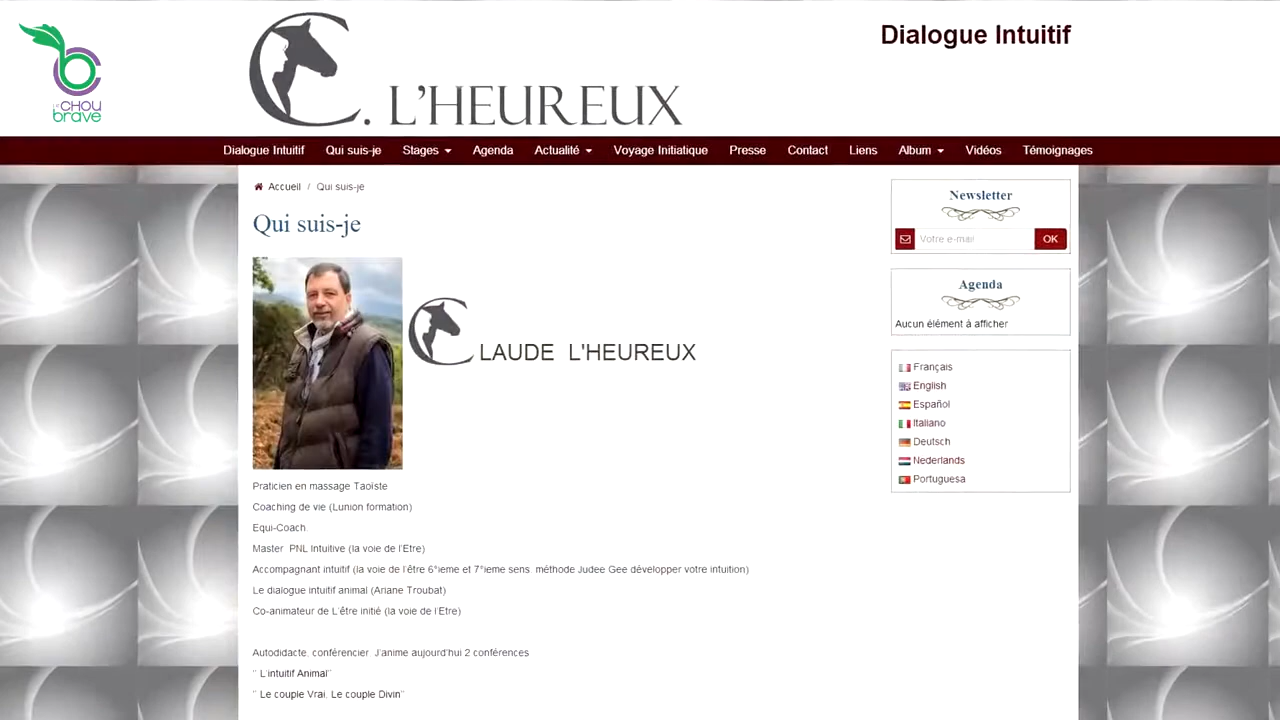 LE CHOU
brave
C. L'HEUREUX
Dialogue Intuitif
Dialogue Intuitif Qui suis-je Stages Agenda Actualité Voyage Initiatique Presse Contact Liens Album Vidéos Témoignages
Accueil / Qui suis-je
Qui suis-je
CLAUDE L'HEUREUX
Praticien en massage Taoïste
Coaching de vie (Lunion formation)
Equi-Coach
Master PNL Intuitive (la voie de l'Etre)
Accompagnant intuitif (la voie de l'être 6°ieme et 7°ieme sens. méthode Judee Gee développer votre intuition)
Le dialogue intuitif animal (Ariane Troubat)
Co-animateur de L'être initié (la voie de l'Etre)
Autodidacte, conférencier. J'anime aujourd'hui 2 conférences
" L'intuitif Animal"
" Le couple Vrai, Le couple Divin"
Newsletter
Votre e-mail OK
Agenda
Aucun élément à afficher
Français
English
Español
Italiano
Deutsch
Nederlands
Portuguesa